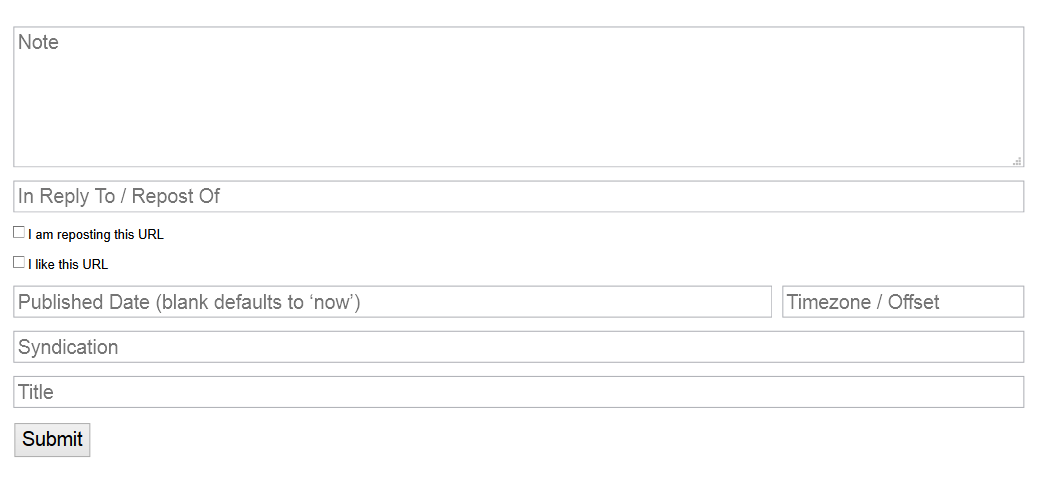 Note
In Reply To / Repost Of
I am reposting this URL
I like this URL
Published Date (blank defaults to ‘now’) Timezone / Offset
Syndication
Title
Submit